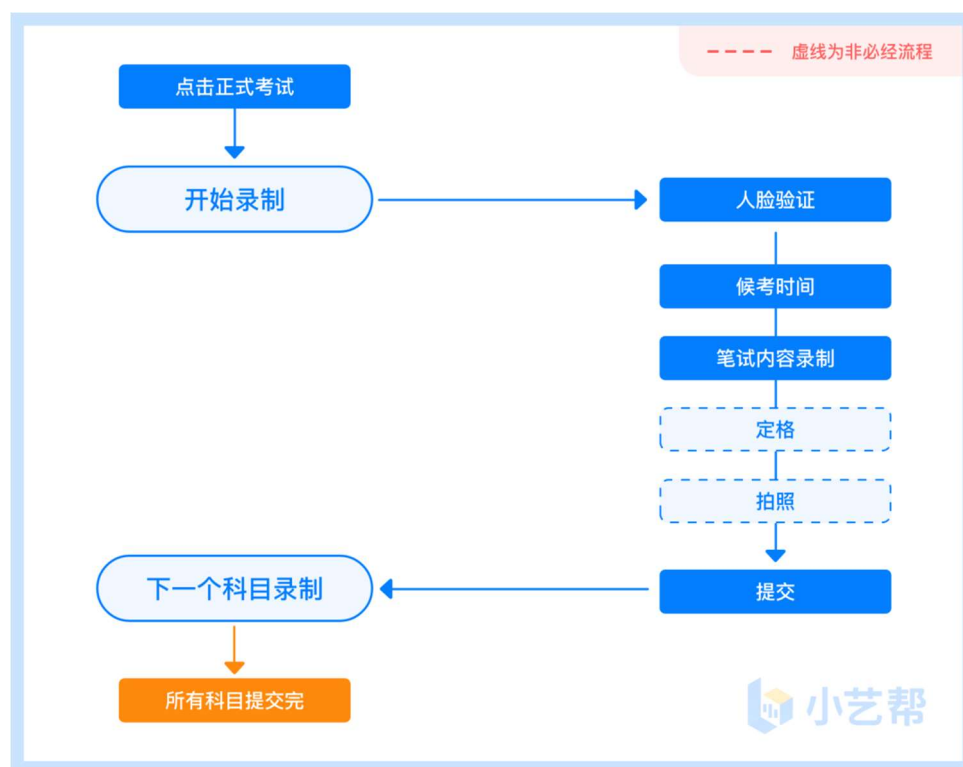 虚线为非必经流程
点击正式考试
开始录制
人脸验证
候考时间
笔试内容录制
定格
拍照
提交
下一个科目录制
所有科目提交完
小艺帮